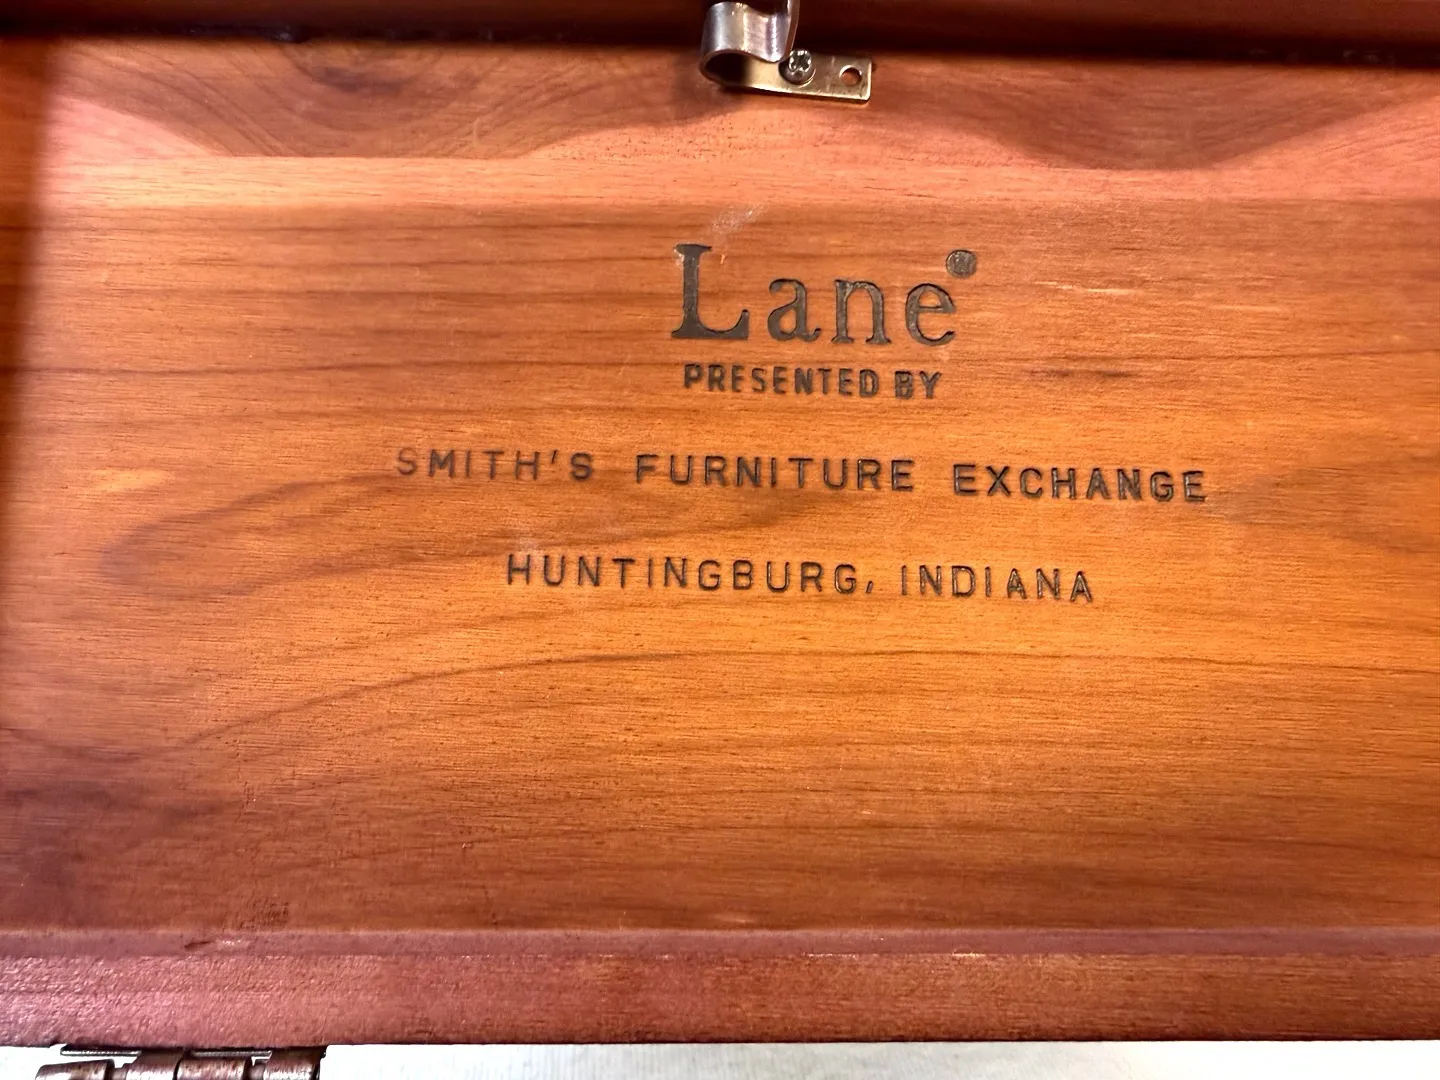 Lane®
PRESENTED BY
SMITH'S FURNITURE EXCHANGE
HUNTINGBURG, INDIANA